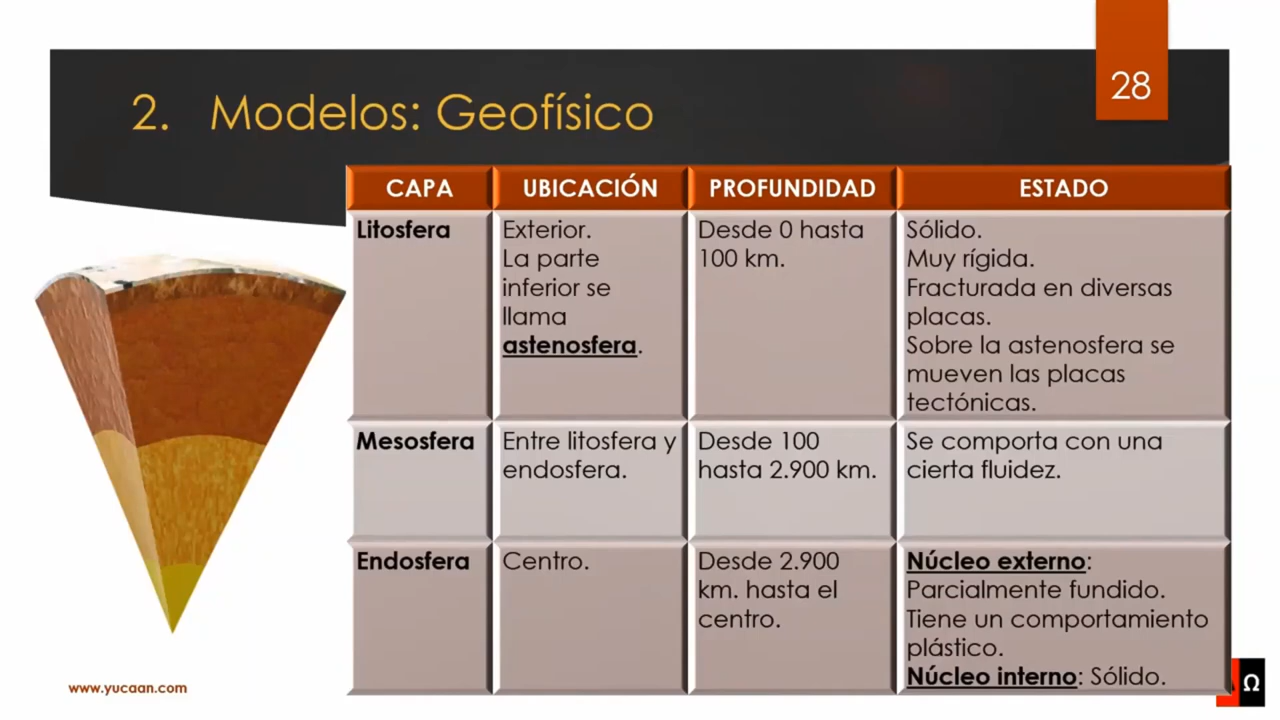 28
2. Modelos: Geofísico
CAPA UBICACIÓN PROFUNDIDAD ESTADO
Litosfera
Exterior.
La parte
inferior se
llama
astenosfera.
Desde 0 hasta
100 km.
Sólido.
Muy rígida.
Fracturada en diversas
placas.
Sobre la astenosfera se
mueven las placas
tectónicas.
Mesosfera
Entre litosfera y
endosfera.
Desde 100
hasta 2.900 km.
Se comporta con una
cierta fluidez.
Endosfera
Centro.
Desde 2.900
km. hasta el
centro.
Núcleo externo:
Parcialmente fundido.
Tiene un comportamiento
plástico.
Núcleo interno: Sólido.
www.yucaan.com
Ω